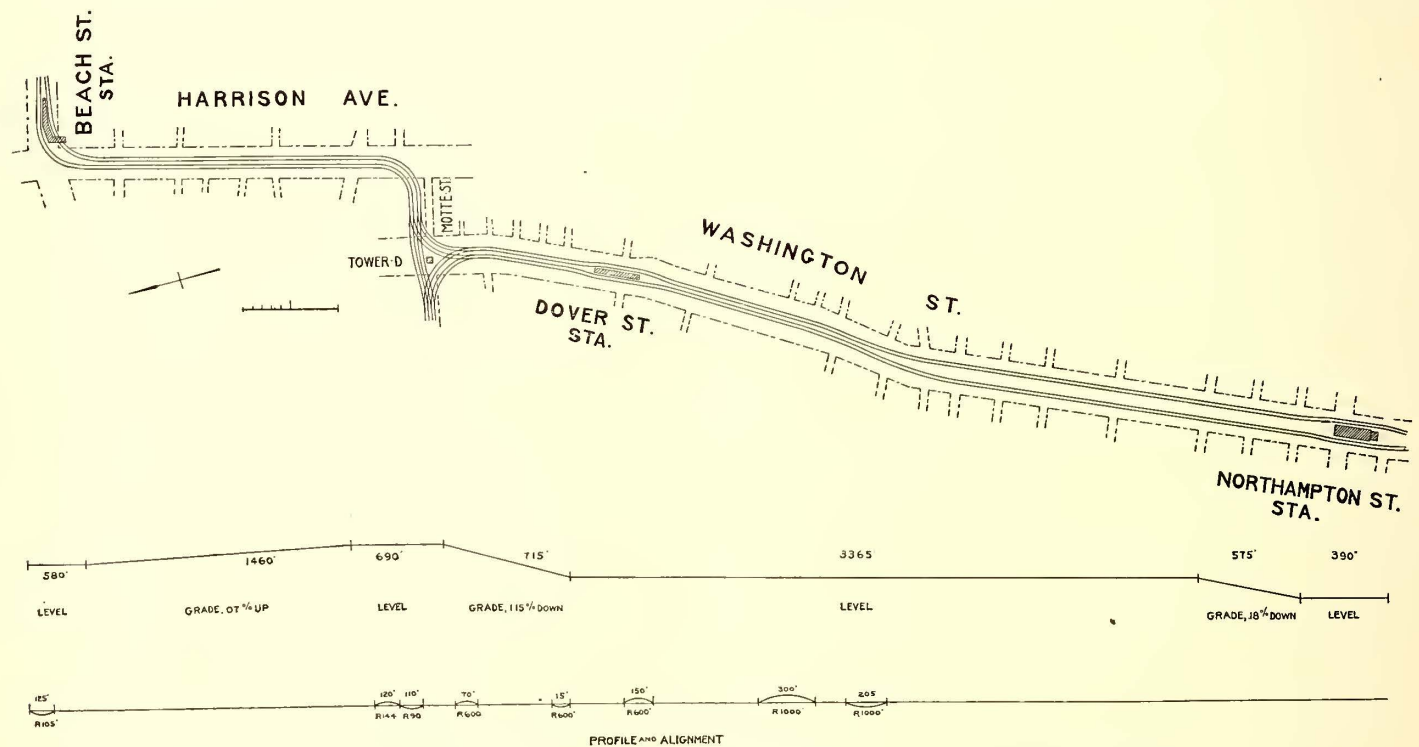 BEACH ST.
STA.
HARRISON AVE.
MOTTE ST.
TOWER·D
WASHINGTON ST.
DOVER ST.
STA.
NORTHAMPTON ST.
STA.
580'
1460'
690'
715'
3365'
575'
390'
LEVEL
GRADE, .07 % UP
LEVEL
GRADE, 1.15 % DOWN
LEVEL
GRADE, .18 % DOWN
LEVEL
125'
120'
110'
70'
15'
150'
300'
205
R105'
R144
R90
R600
R600'
R600'
R1000'
R1000'
PROFILE AND ALIGNMENT